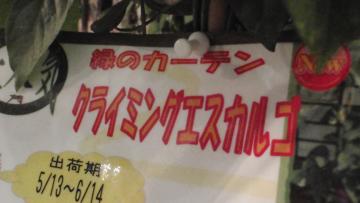 緑のカーテン
クライミングエスカルゴ
出荷期
5/13~6/14